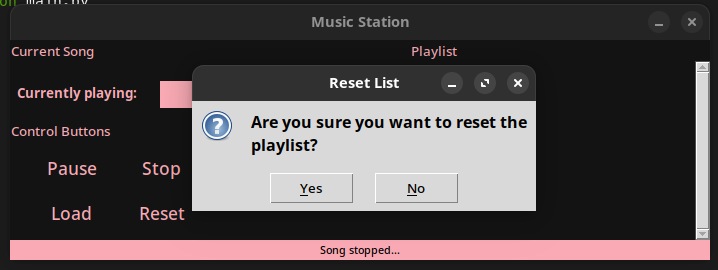 on main.py
Music Station
Current Song
Playlist
Reset List
Currently playing:
Are you sure you want to reset the
playlist?
Control Buttons
Pause
Stop
Yes
No
Load
Reset
Song stopped...